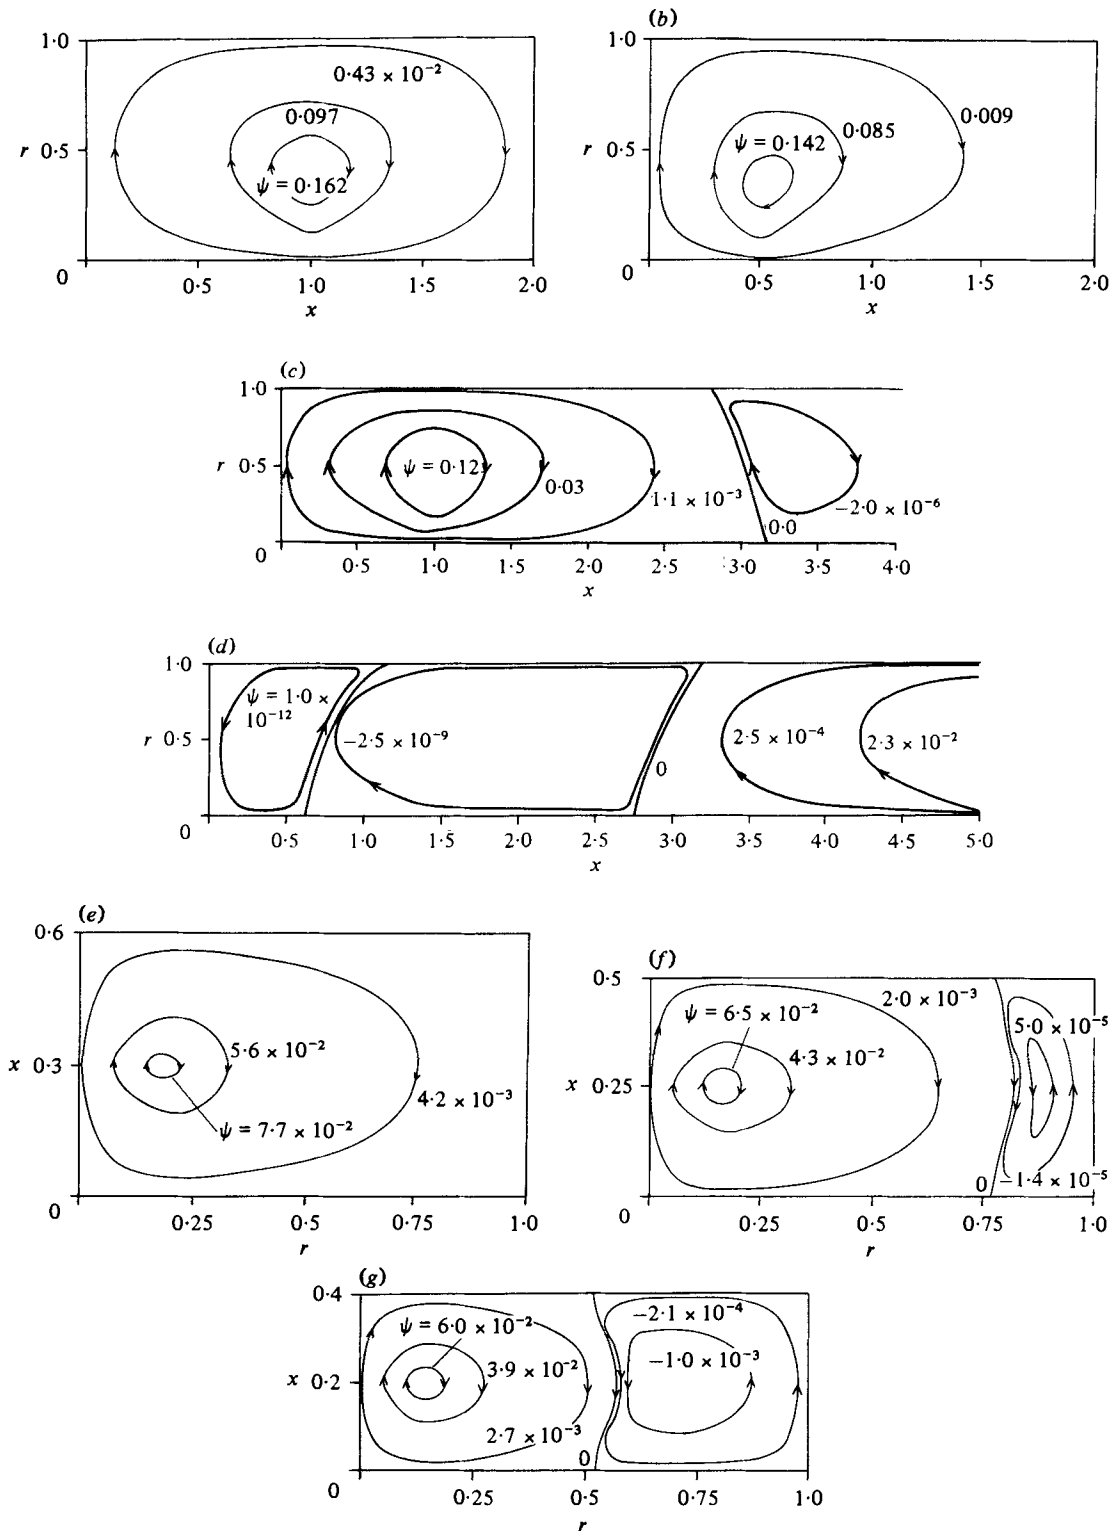 (b)
1·0
0·43 × 10⁻²
0·097
r 0·5
ψ = 0·162
0
0·5
1·0
1·5
2·0
x
1·0
0·009
0·085
ψ = 0·142
r 0·5
0
0·5
1·0
1·5
2·0
x
(c)
1·0
r 0·5
ψ = 0·12
0·03
1·1 × 10⁻³
0·0
−2·0 × 10⁻⁶
0
0·5
1·0
1·5
2·0
2·5
3·0
3·5
4·0
x
(d)
1·0
ψ = 1·0 ×
10⁻¹²
r 0·5
−2·5 × 10⁻⁹
0
2·5 × 10⁻⁴
2·3 × 10⁻²
0
0·5
1·0
1·5
2·0
2·5
3·0
3·5
4·0
4·5
5·0
x
(e)
0·6
x 0·3
5·6 × 10⁻²
4·2 × 10⁻³
ψ = 7·7 × 10⁻²
0
0·25
0·5
0·75
1·0
r
(f)
0·5
2·0 × 10⁻³
ψ = 6·5 × 10⁻²
5·0 × 10⁻⁵
4·3 × 10⁻²
x 0·25
0
−1·4 × 10⁻⁵
0
0·25
0·5
0·75
1·0
r
(g)
0·4
−2·1 × 10⁻⁴
ψ = 6·0 × 10⁻²
−1·0 × 10⁻³
3·9 × 10⁻²
x 0·2
2·7 × 10⁻³
0
0
0·25
0·5
0·75
1·0
r